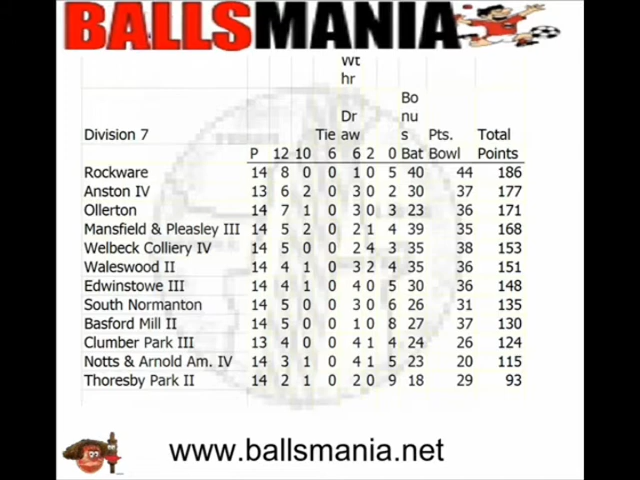 BALLSMANIA
Wt
hr
Bo
Dr nu
Division 7 Tie aw s Pts. Total
P 12 10 6 6 2 0 Bat Bowl Points
Rockware 14 8 0 0 1 0 5 40 44 186
Anston IV 13 6 2 0 3 0 2 30 37 177
Ollerton 14 7 1 0 3 0 3 23 36 171
Mansfield & Pleasley III 14 5 2 0 2 1 4 39 35 168
Welbeck Colliery IV 14 5 0 0 2 4 3 35 38 153
Waleswood II 14 4 1 0 3 2 4 35 36 151
Edwinstowe III 14 4 1 0 4 0 5 30 36 148
South Normanton 14 5 0 0 3 0 6 26 31 135
Basford Mill II 14 5 0 0 1 0 8 27 37 130
Clumber Park III 13 4 0 0 4 1 4 24 26 124
Notts & Arnold Am. IV 14 3 1 0 4 1 5 23 20 115
Thoresby Park II 14 2 1 0 2 0 9 18 29 93
www.ballsmania.net